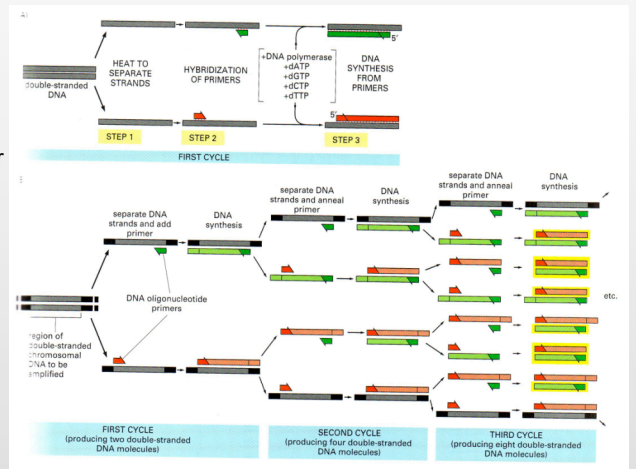 A)
5'
HEAT TO
SEPARATE
STRANDS
HYBRIDIZATION
OF PRIMERS
+DNA polymerase
+dATP
+dGTP
+dCTP
+dTTP
DNA
SYNTHESIS
FROM
PRIMERS
double-stranded
DNA
5'
STEP 1
STEP 2
STEP 3
FIRST CYCLE
separate DNA
strands and add
primer
DNA
synthesis
separate DNA
strands and anneal
primer
DNA
synthesis
separate DNA
strands and anneal
primer
DNA
synthesis
DNA oligonucleotide
primers
etc.
region of
double-stranded
chromosomal
DNA to be
amplified
FIRST CYCLE
(producing two double-stranded
DNA molecules)
SECOND CYCLE
(producing four double-stranded
DNA molecules)
THIRD CYCLE
(producing eight double-stranded
DNA molecules)